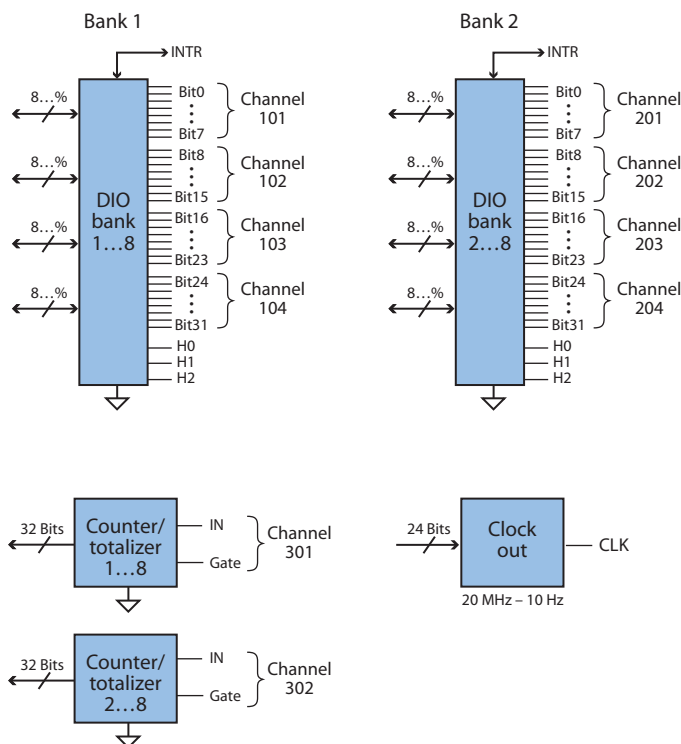 Bank 1
INTR
8...%
8...%
8...%
8...%
DIO
bank
1...8
Bit0
Bit7
Channel
101
Bit8
Bit15
Channel
102
Bit16
Bit23
Channel
103
Bit24
Bit31
Channel
104
H0
H1
H2
Bank 2
INTR
8...%
8...%
8...%
8...%
DIO
bank
2...8
Bit0
Bit7
Channel
201
Bit8
Bit15
Channel
202
Bit16
Bit23
Channel
203
Bit24
Bit31
Channel
204
H0
H1
H2
32 Bits
Counter/
totalizer
1...8
IN
Gate
Channel
301
24 Bits
Clock
out
CLK
20 MHz – 10 Hz
32 Bits
Counter/
totalizer
2...8
IN
Gate
Channel
302